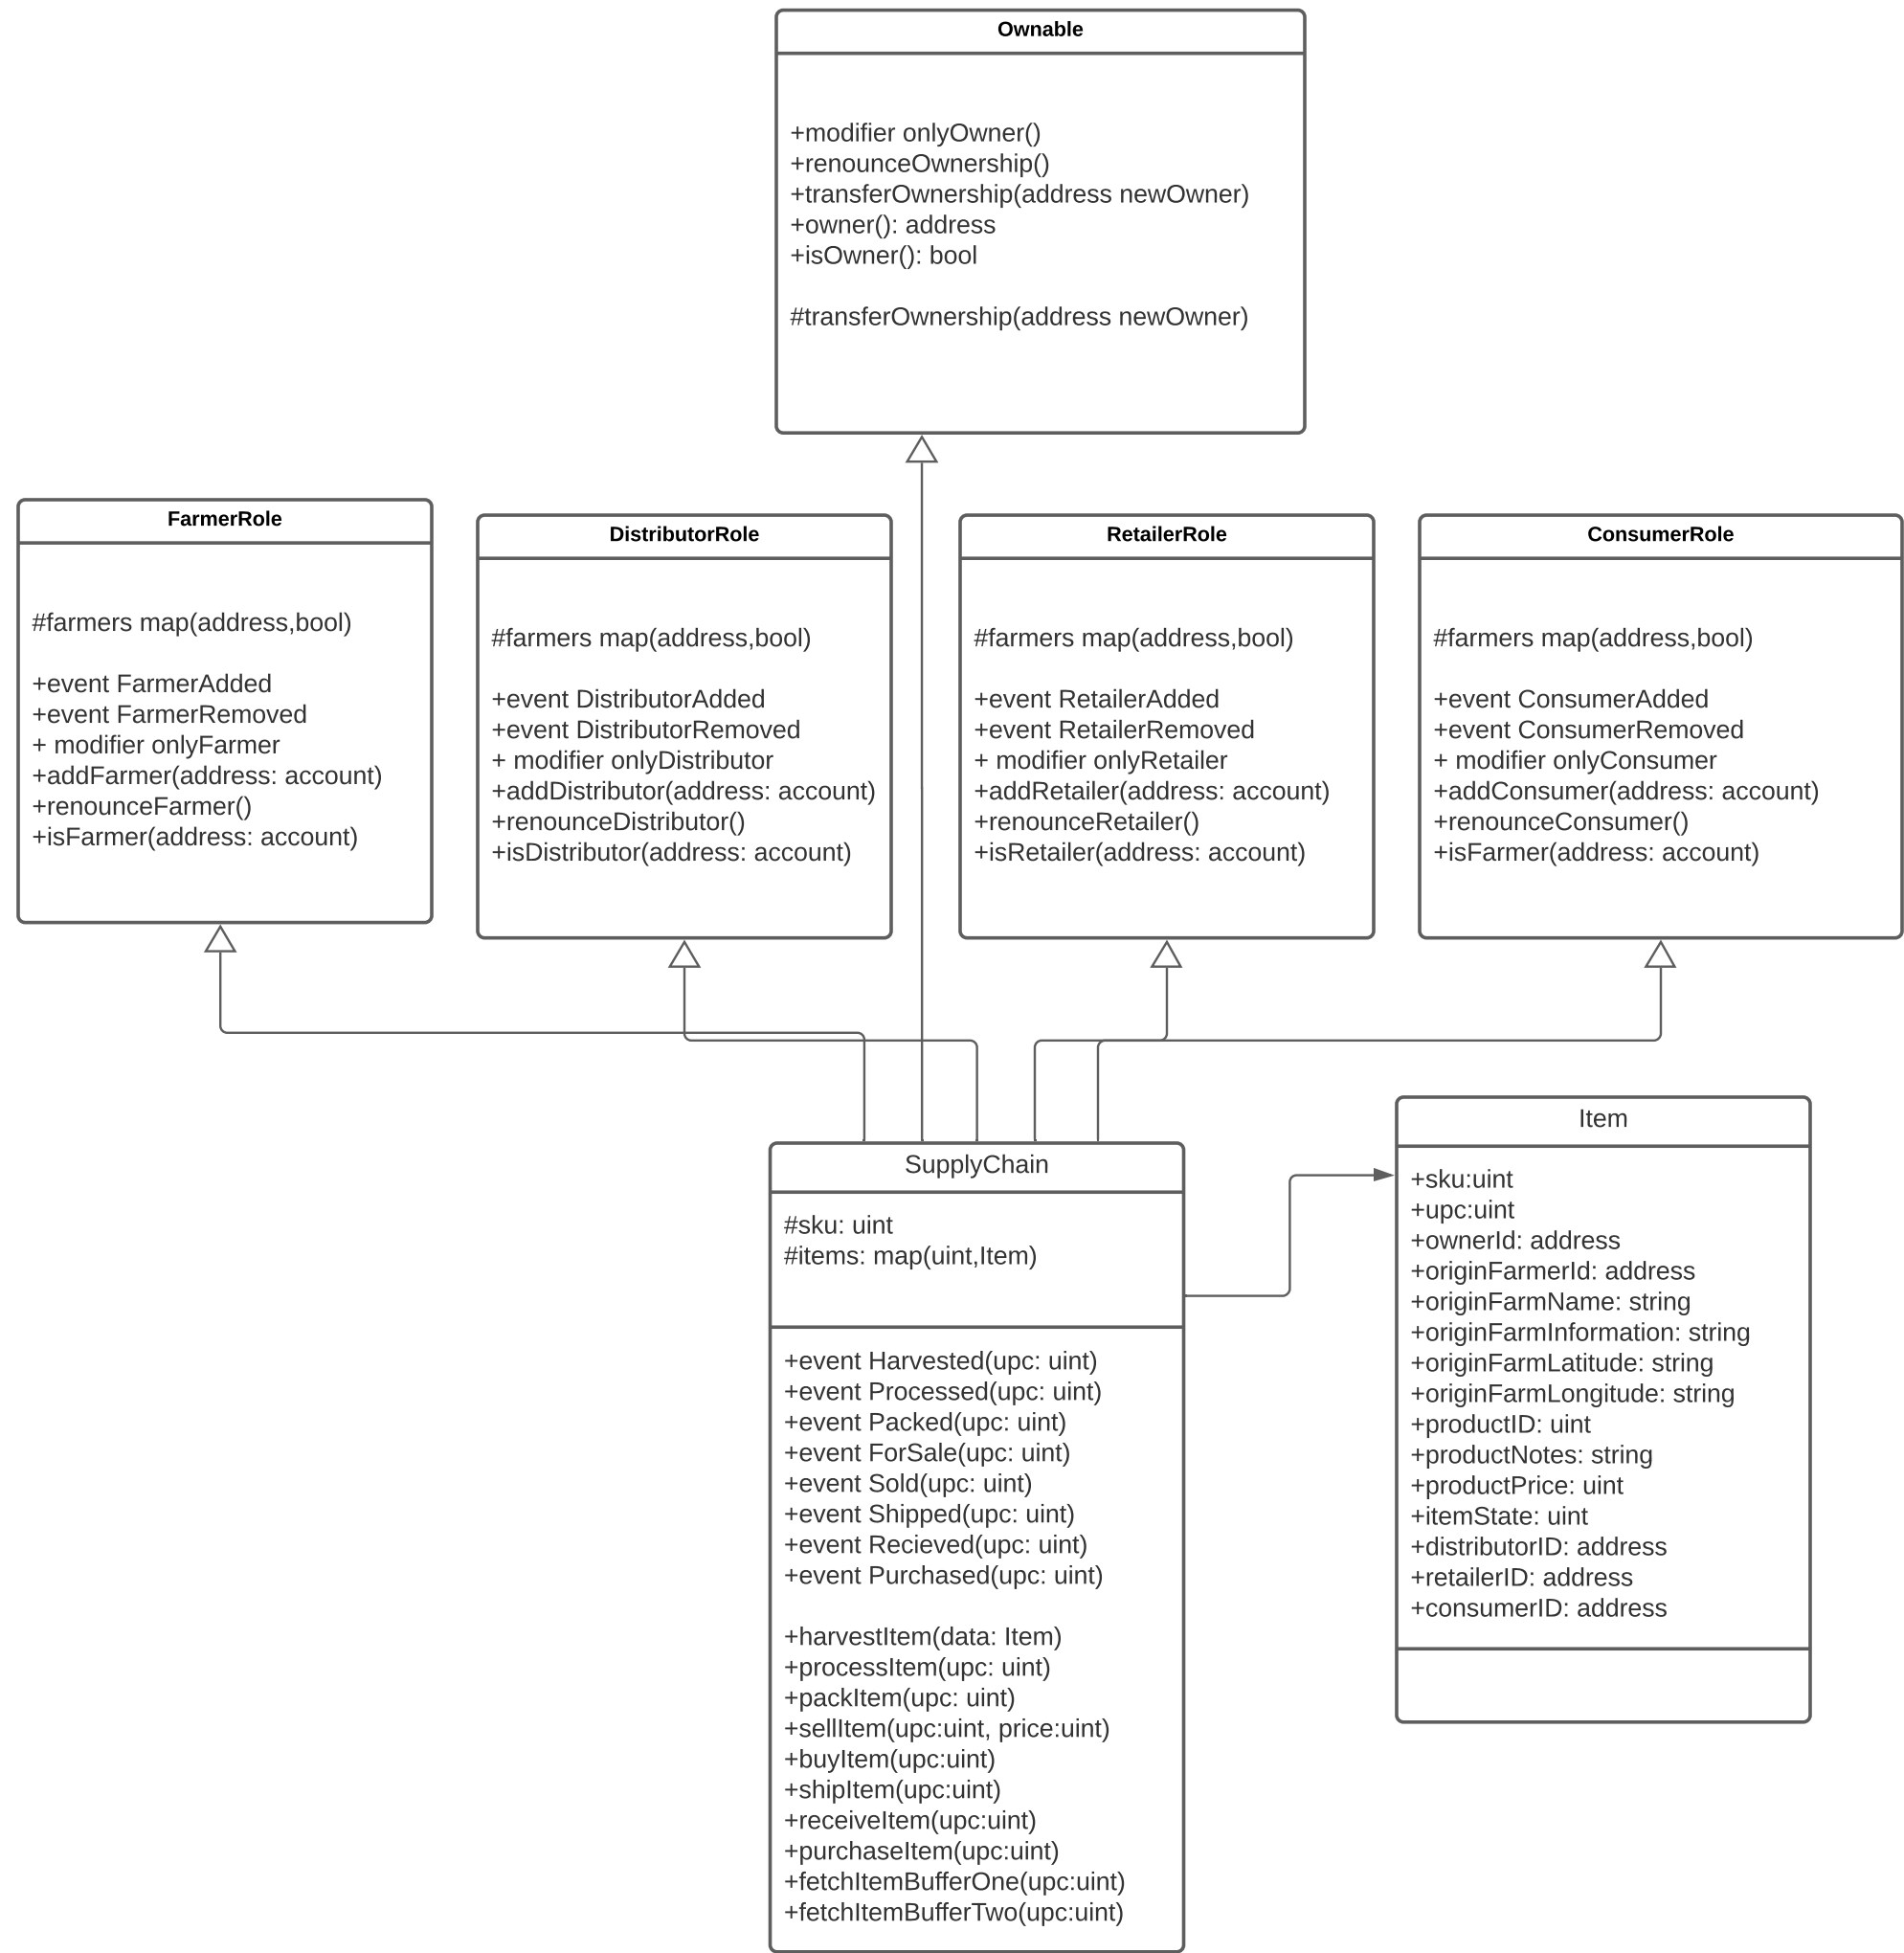 Ownable
+modifier onlyOwner()
+renounceOwnership()
+transferOwnership(address newOwner)
+owner(): address
+isOwner(): bool
#transferOwnership(address newOwner)
FarmerRole
#farmers map(address,bool)
+event FarmerAdded
+event FarmerRemoved
+ modifier onlyFarmer
+addFarmer(address: account)
+renounceFarmer()
+isFarmer(address: account)
DistributorRole
#farmers map(address,bool)
+event DistributorAdded
+event DistributorRemoved
+ modifier onlyDistributor
+addDistributor(address: account)
+renounceDistributor()
+isDistributor(address: account)
RetailerRole
#farmers map(address,bool)
+event RetailerAdded
+event RetailerRemoved
+ modifier onlyRetailer
+addRetailer(address: account)
+renounceRetailer()
+isRetailer(address: account)
ConsumerRole
#farmers map(address,bool)
+event ConsumerAdded
+event ConsumerRemoved
+ modifier onlyConsumer
+addConsumer(address: account)
+renounceConsumer()
+isFarmer(address: account)
SupplyChain
#sku: uint
#items: map(uint,Item)
+event Harvested(upc: uint)
+event Processed(upc: uint)
+event Packed(upc: uint)
+event ForSale(upc: uint)
+event Sold(upc: uint)
+event Shipped(upc: uint)
+event Recieved(upc: uint)
+event Purchased(upc: uint)
+harvestItem(data: Item)
+processItem(upc: uint)
+packItem(upc: uint)
+sellItem(upc:uint, price:uint)
+buyItem(upc:uint)
+shipItem(upc:uint)
+receiveItem(upc:uint)
+purchaseItem(upc:uint)
+fetchItemBufferOne(upc:uint)
+fetchItemBufferTwo(upc:uint)
Item
+sku:uint
+upc:uint
+ownerId: address
+originFarmerId: address
+originFarmName: string
+originFarmInformation: string
+originFarmLatitude: string
+originFarmLongitude: string
+productID: uint
+productNotes: string
+productPrice: uint
+itemState: uint
+distributorID: address
+retailerID: address
+consumerID: address